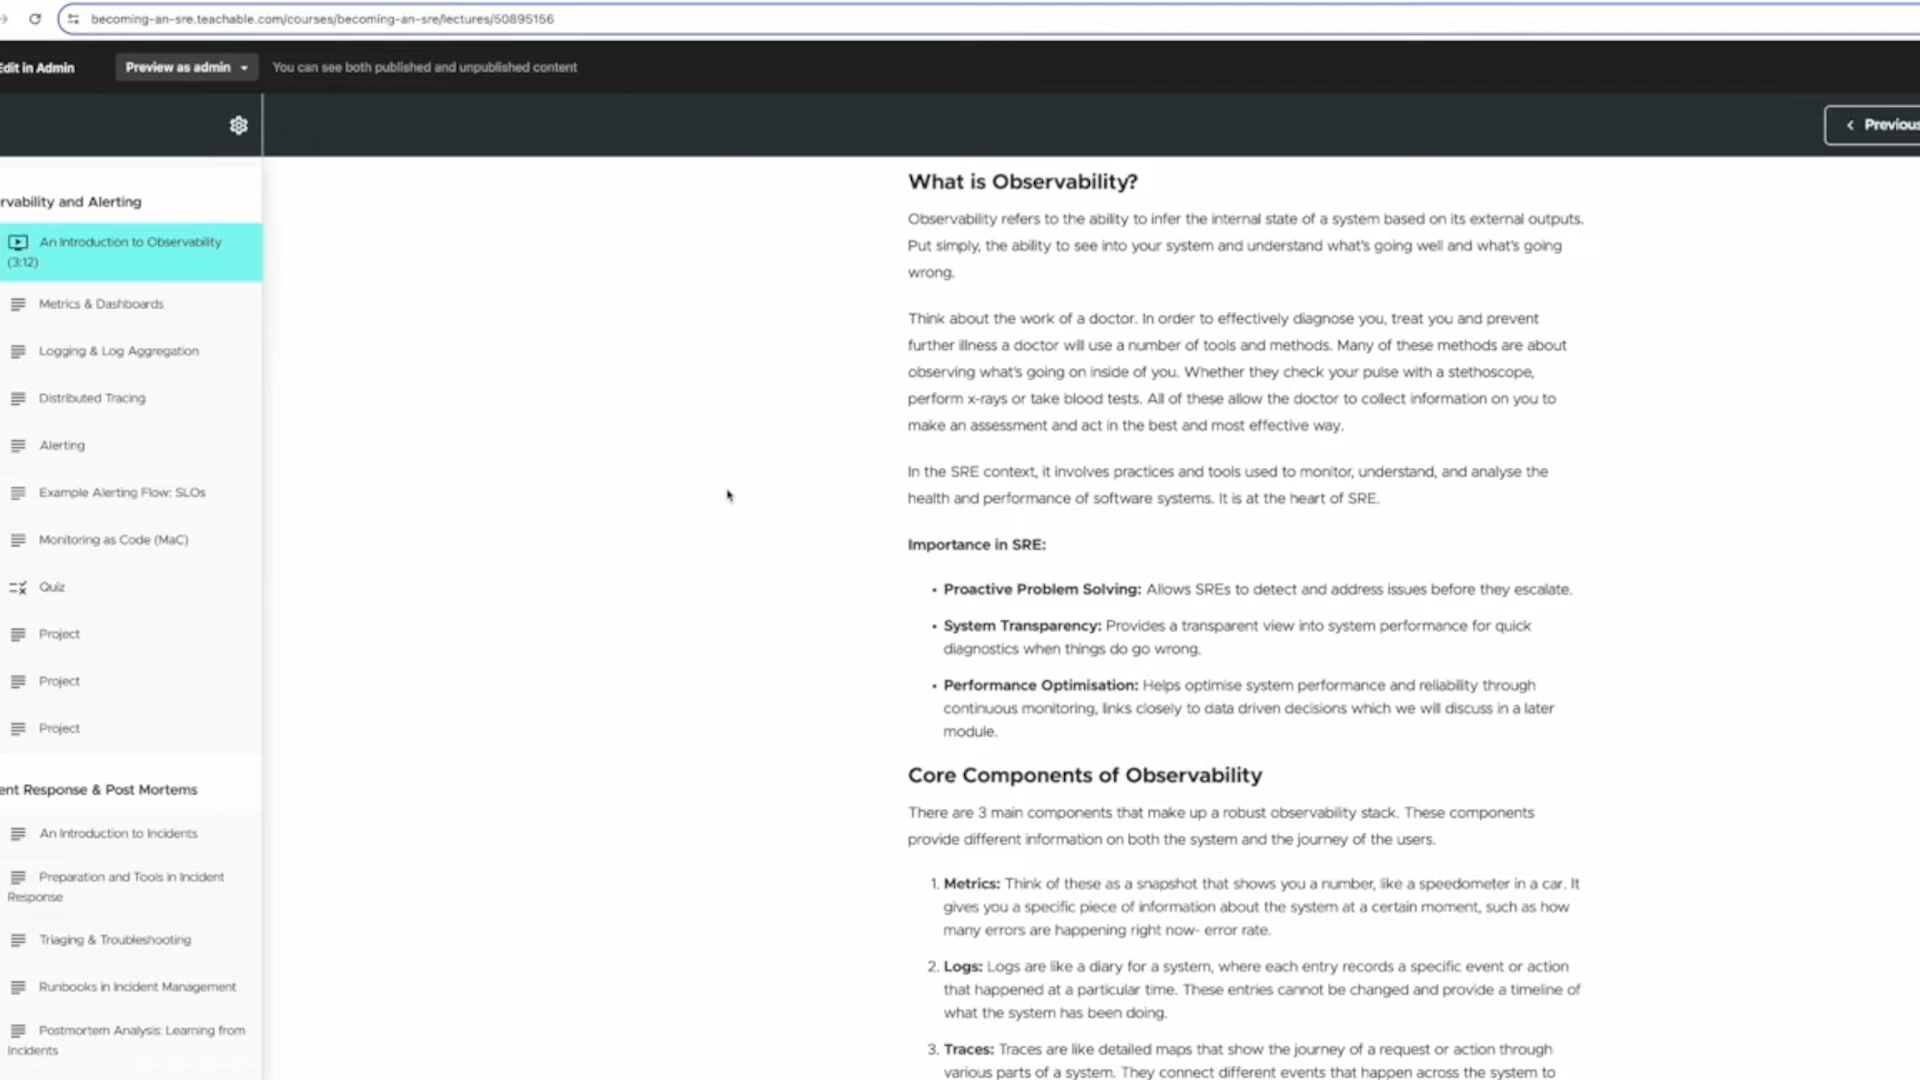 becoming-an-sre.teachable.com/courses/becoming-an-sre/lectures/50895156
Edit in Admin
Preview as admin
You can see both published and unpublished content
Previous
rvability and Alerting
An Introduction to Observability
(3:12)
Metrics & Dashboards
Logging & Log Aggregation
Distributed Tracing
Alerting
Example Alerting Flow: SLOs
Monitoring as Code (MaC)
Quiz
Project
Project
Project
ent Response & Post Mortems
An Introduction to Incidents
Preparation and Tools in Incident
Response
Triaging & Troubleshooting
Runbooks in Incident Management
Postmortem Analysis: Learning from
Incidents
What is Observability?
Observability refers to the ability to infer the internal state of a system based on its external outputs.
Put simply, the ability to see into your system and understand what's going well and what's going
wrong.
Think about the work of a doctor. In order to effectively diagnose you, treat you and prevent
further illness a doctor will use a number of tools and methods. Many of these methods are about
observing what's going on inside of you. Whether they check your pulse with a stethoscope,
perform x-rays or take blood tests. All of these allow the doctor to collect information on you to
make an assessment and act in the best and most effective way.
In the SRE context, it involves practices and tools used to monitor, understand, and analyse the
health and performance of software systems. It is at the heart of SRE.
Importance in SRE:
• Proactive Problem Solving: Allows SREs to detect and address issues before they escalate.
• System Transparency: Provides a transparent view into system performance for quick
diagnostics when things do go wrong.
• Performance Optimisation: Helps optimise system performance and reliability through
continuous monitoring, links closely to data driven decisions which we will discuss in a later
module.
Core Components of Observability
There are 3 main components that make up a robust observability stack. These components
provide different information on both the system and the journey of the users.
1. Metrics: Think of these as a snapshot that shows you a number, like a speedometer in a car. It
gives you a specific piece of information about the system at a certain moment, such as how
many errors are happening right now- error rate.
2. Logs: Logs are like a diary for a system, where each entry records a specific event or action
that happened at a particular time. These entries cannot be changed and provide a timeline of
what the system has been doing.
3. Traces: Traces are like detailed maps that show the journey of a request or action through
various parts of a system. They connect different events that happen across the system to